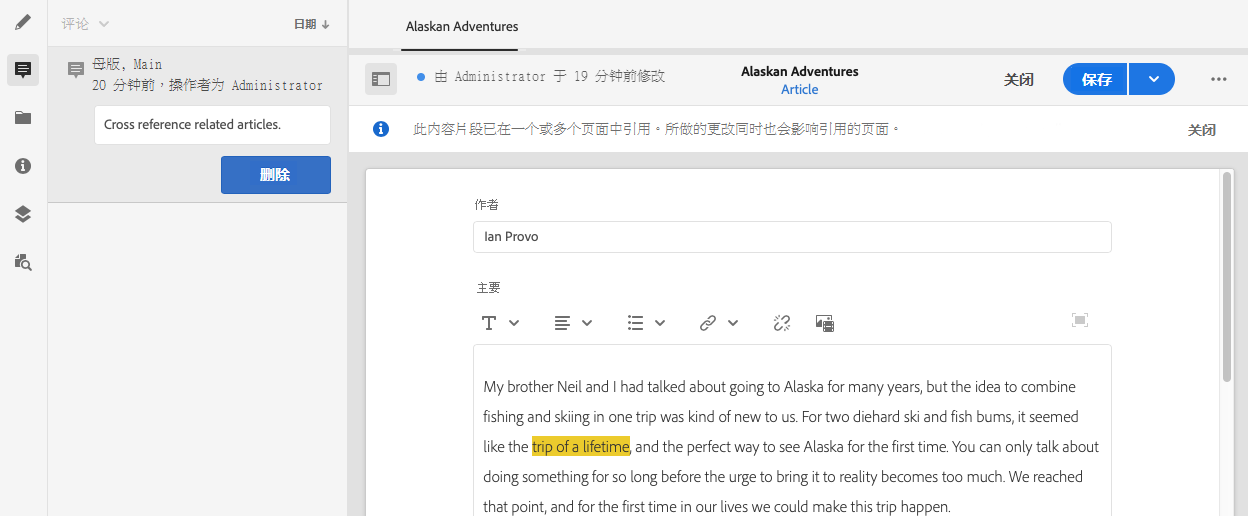 评论
日期
母版, Main
20 分钟前，操作者为 Administrator
Cross reference related articles.
删除
Alaskan Adventures
由 Administrator 于 19 分钟前修改
Alaskan Adventures
Article
关闭
保存
此内容片段已在一个或多个页面中引用。所做的更改同时也会影响引用的页面。
关闭
作者
Ian Provo
主要
My brother Neil and I had talked about going to Alaska for many years, but the idea to combine
fishing and skiing in one trip was kind of new to us. For two diehard ski and fish bums, it seemed
like the trip of a lifetime, and the perfect way to see Alaska for the first time. You can only talk about
doing something for so long before the urge to bring it to reality becomes too much. We reached
that point, and for the first time in our lives we could make this trip happen.